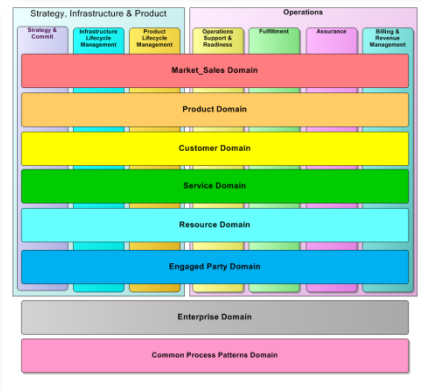 Strategy, Infrastructure & Product
Operations
Strategy &
Commit
Infrastructure
Lifecycle
Management
Product
Lifecycle
Management
Operations
Support &
Readiness
Fulfillment
Assurance
Billing &
Revenue
Management
Market_Sales Domain
Product Domain
Customer Domain
Service Domain
Resource Domain
Engaged Party Domain
Enterprise Domain
Common Process Patterns Domain